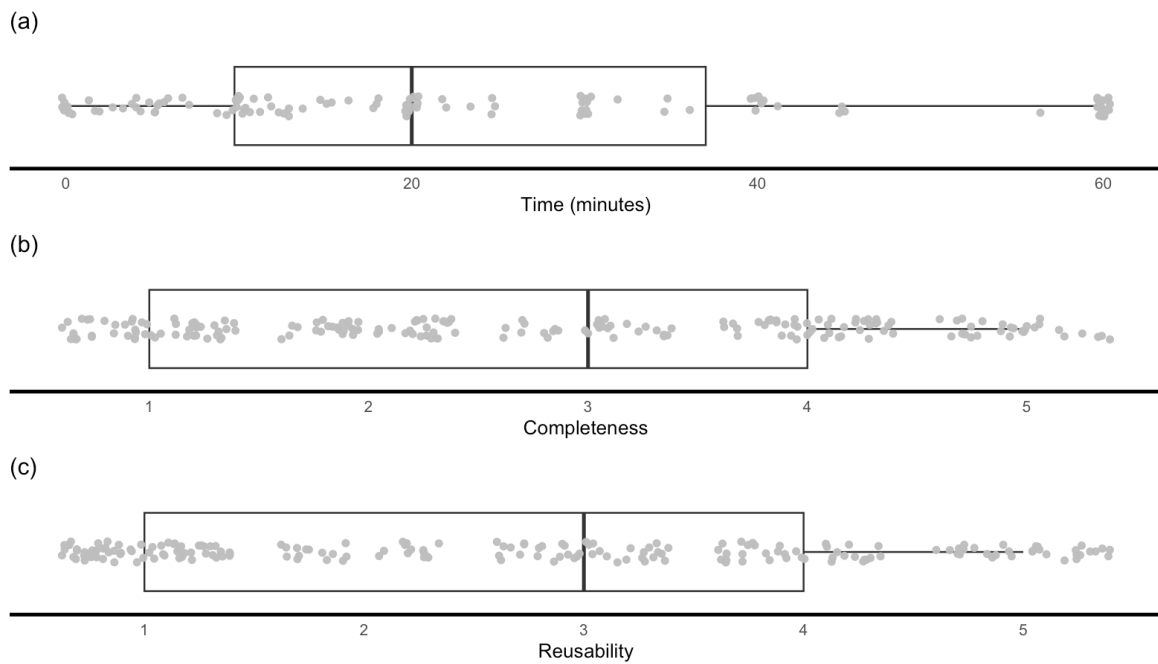 (a)
0 20 40 60
Time (minutes)
(b)
1 2 3 4 5
Completeness
(c)
1 2 3 4 5
Reusability